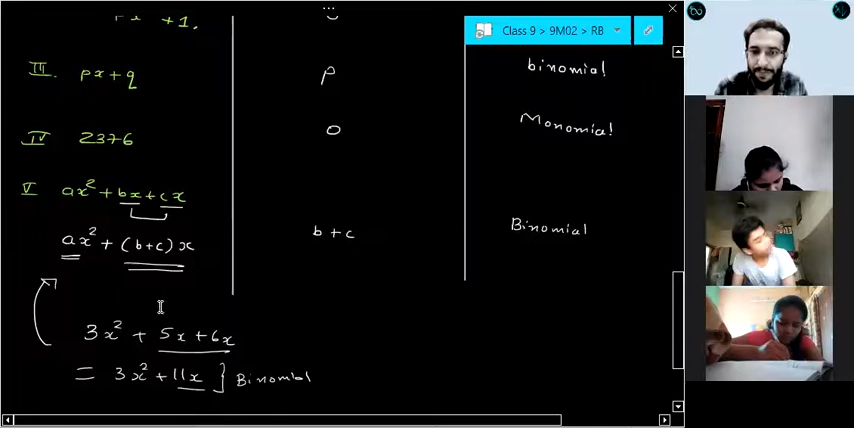 px + 1.
Class 9 > 9M02 > RB
III. px + q p binomial
IV 2376 0 Monomial
V ax² + bx + cx
ax² + (b+c)x b + c Binomial
3x² + 5x + 6x
= 3x² + 11x } Binomial